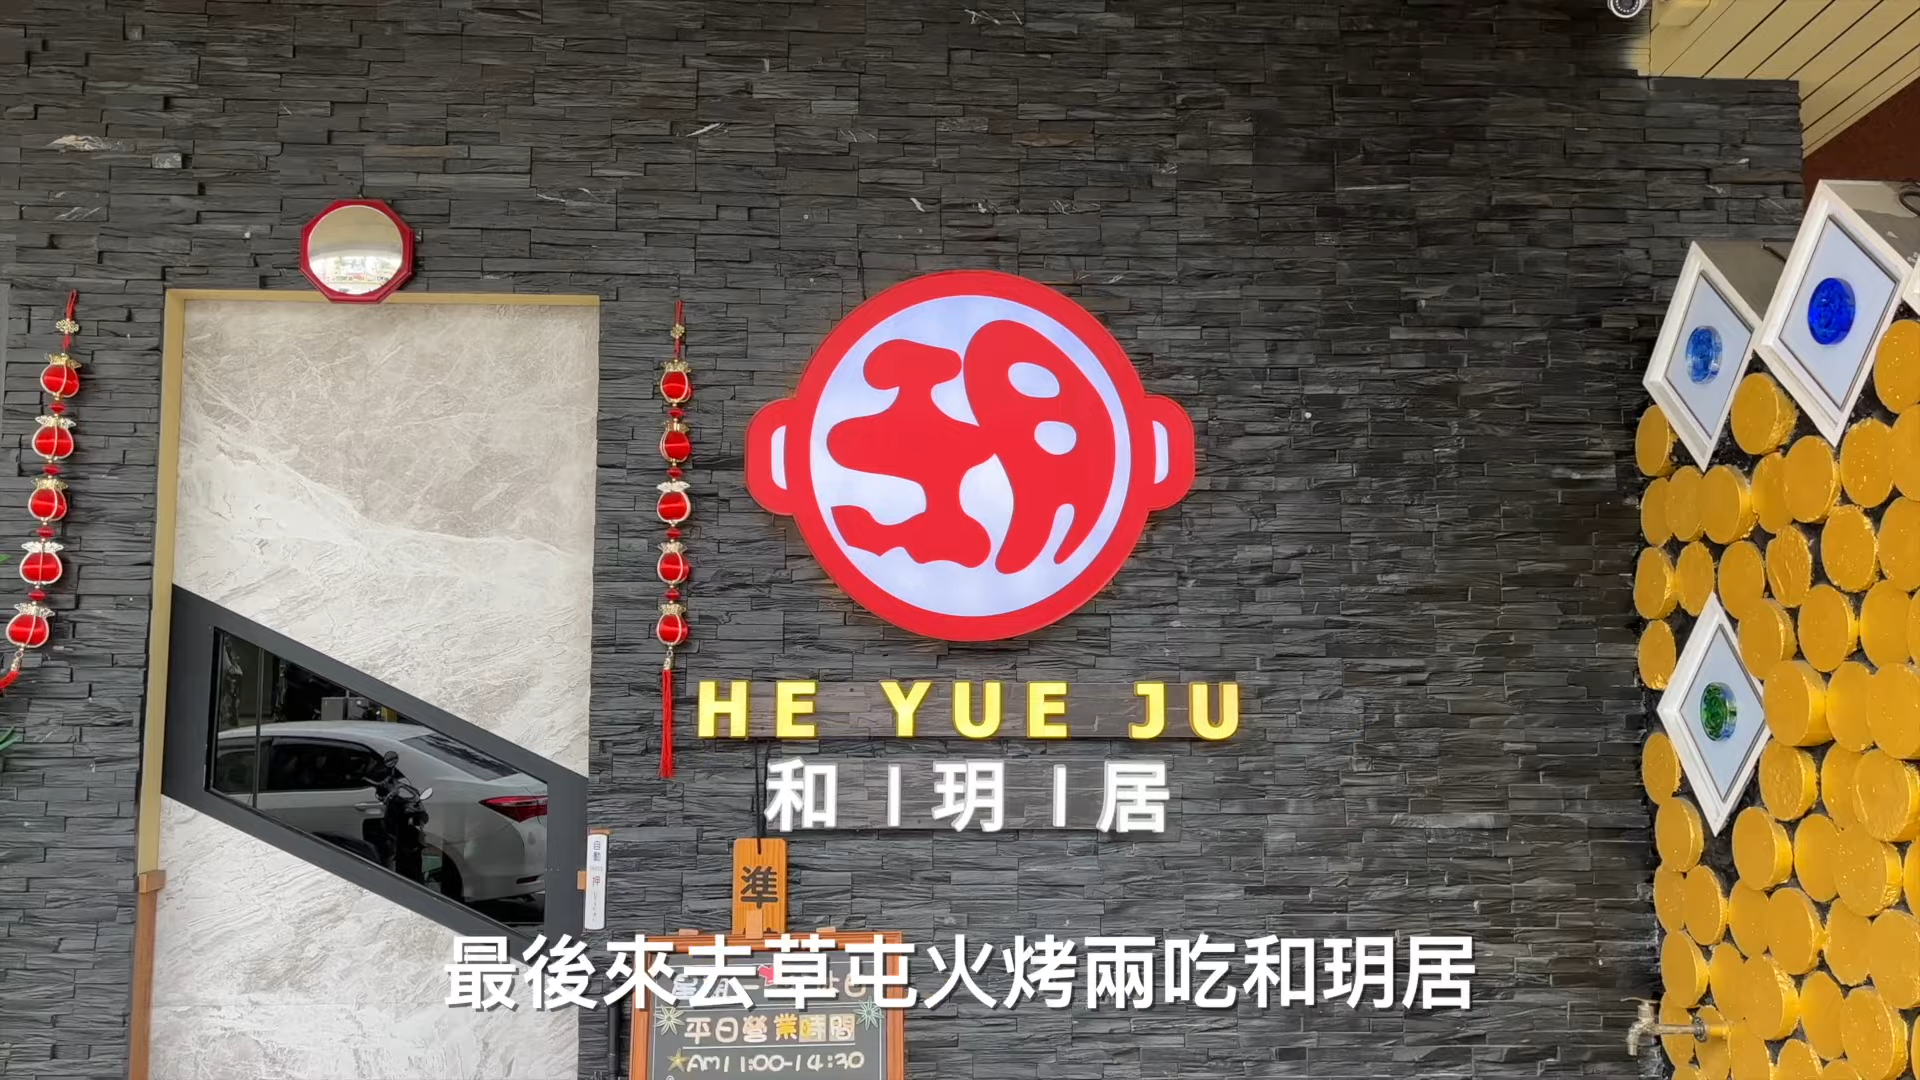 玥
HE YUE JU
和 | 玥 | 居
自動
押
準
最後來去草屯火烤兩吃和玥居
平日營業時間
AM11:00-14:30